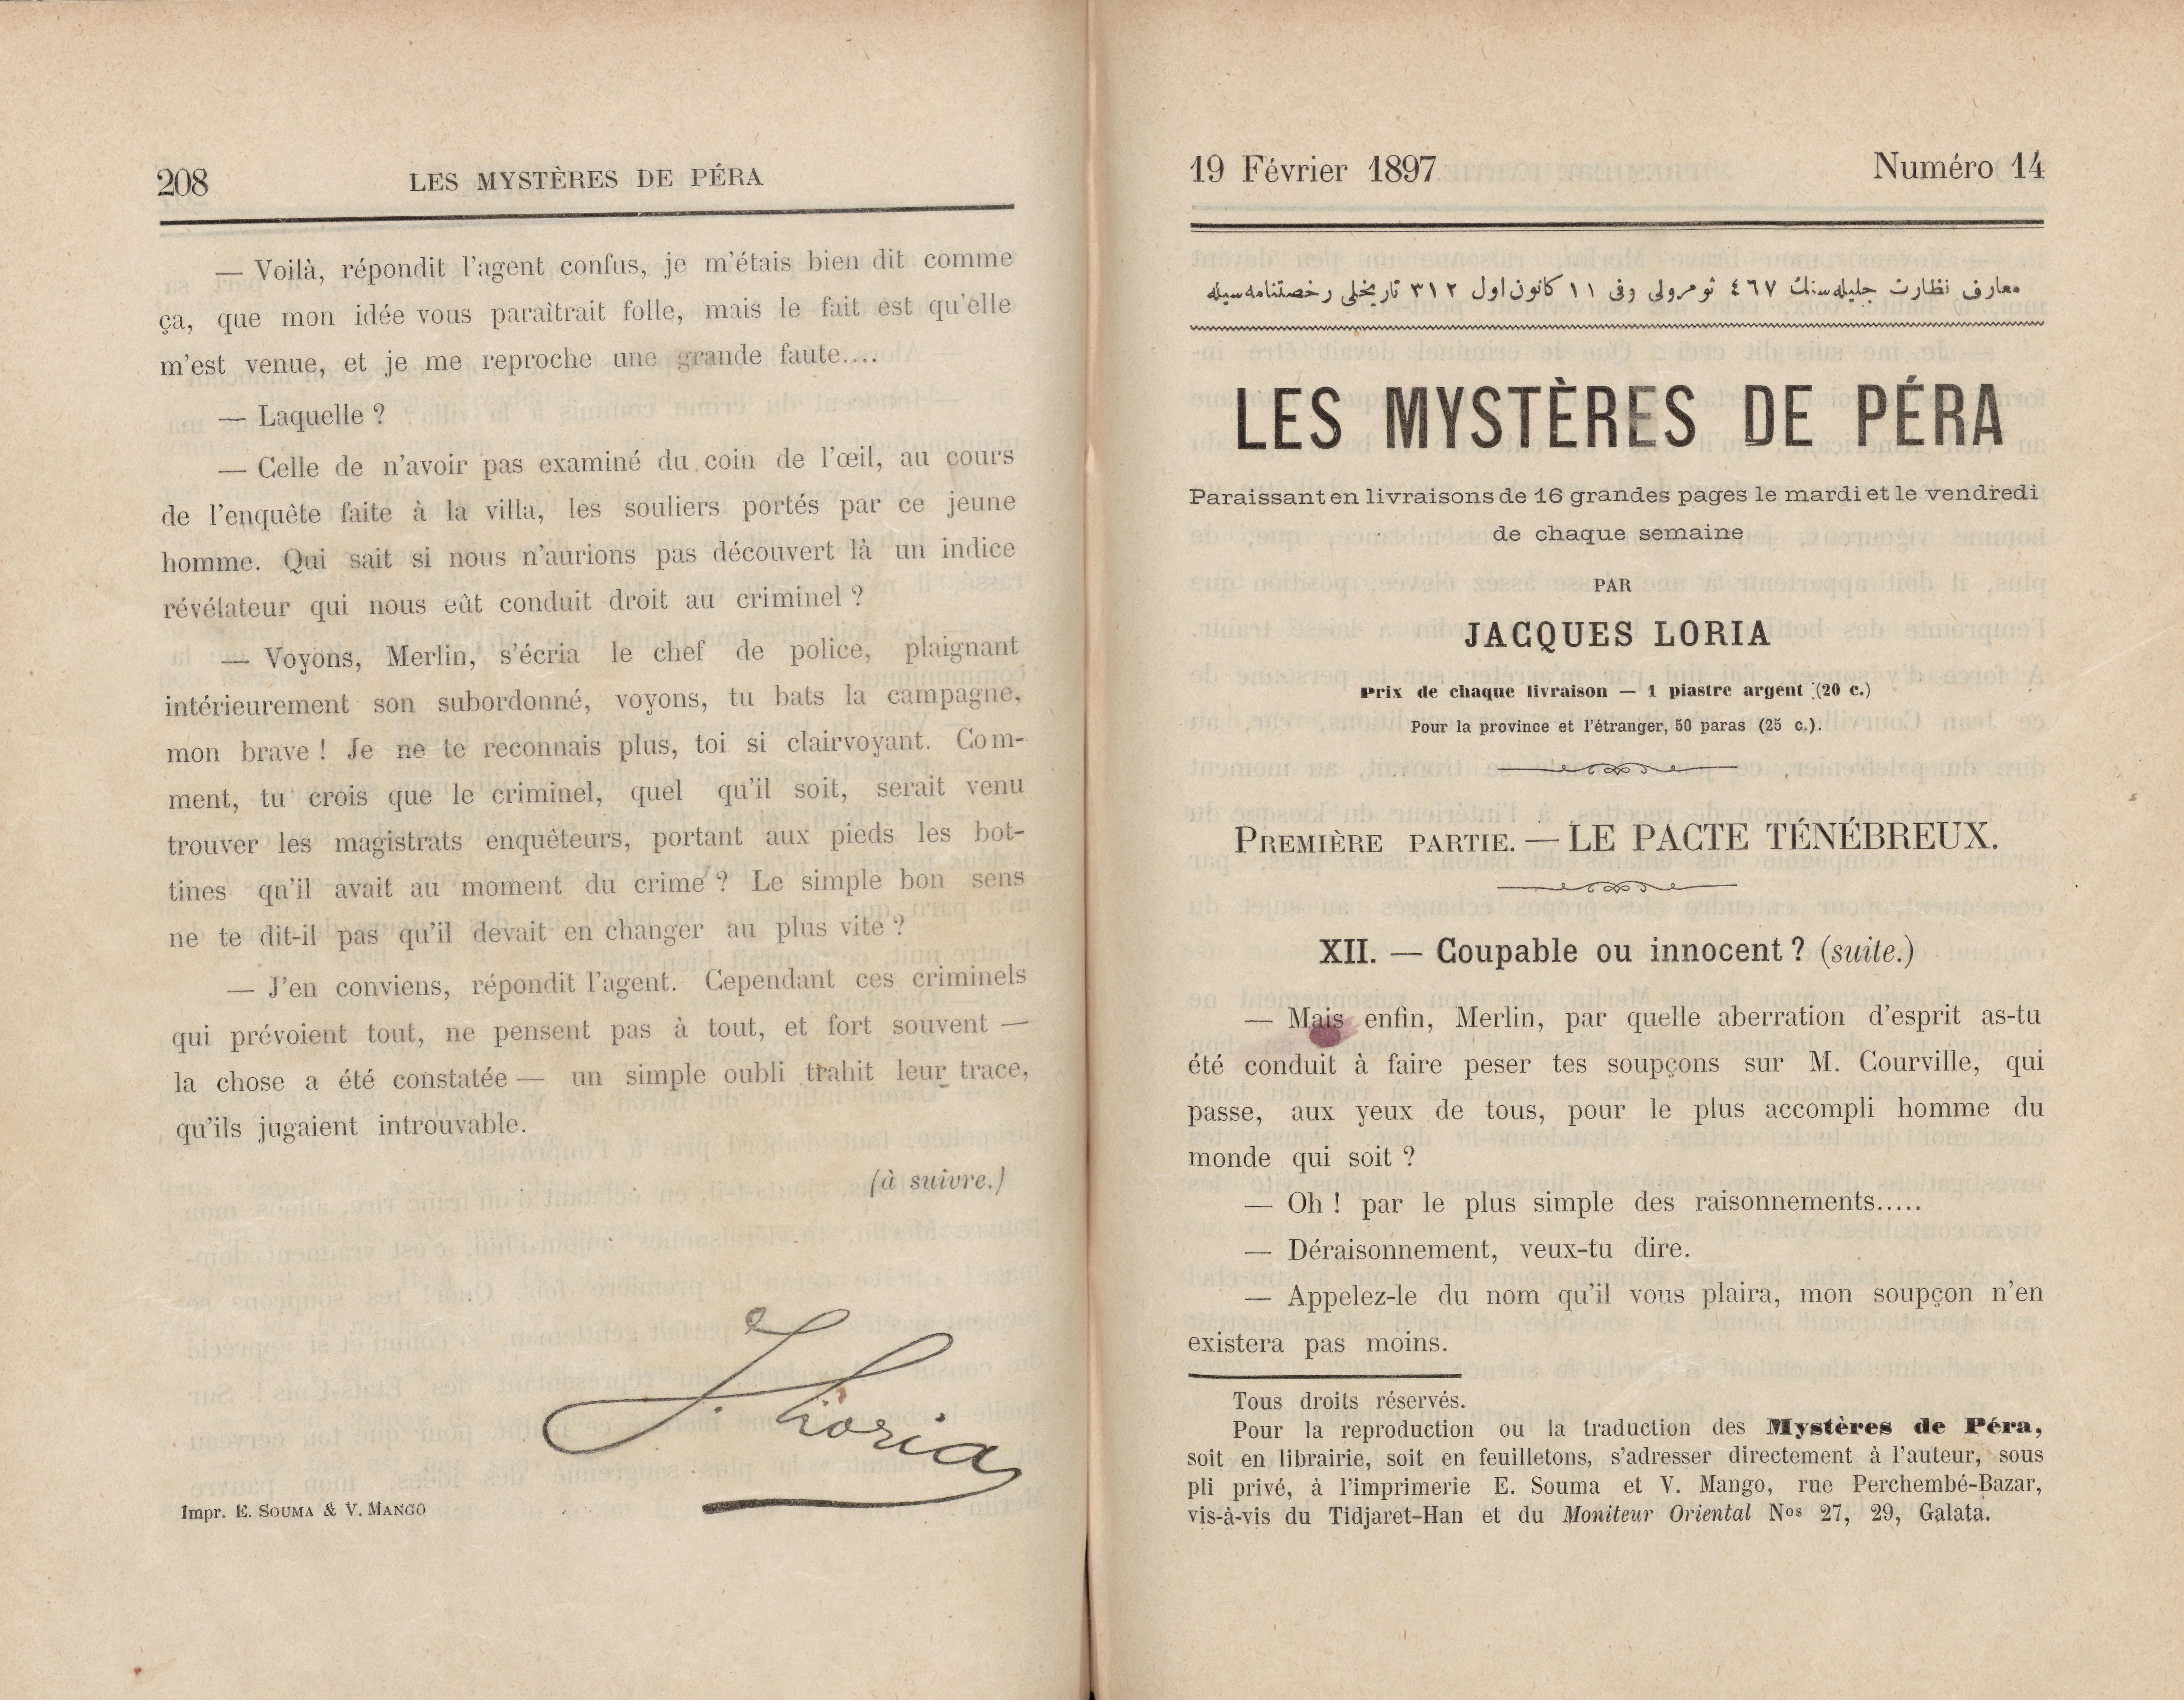 208 LES MYSTÈRES DE PÉRA
— Voilà, répondit l'agent confus, je m'étais bien dit comme
ça, que mon idée vous paraîtrait folle, mais le fait est qu'elle
m'est venue, et je me reproche une grande faute....
— Laquelle ?
— Celle de n'avoir pas examiné du coin de l'œil, au cours
de l'enquête faite à la villa, les souliers portés par ce jeune
homme. Qui sait si nous n'aurions pas découvert là un indice
révélateur qui nous eût conduit droit au criminel ?
— Voyons, Merlin, s'écria le chef de police, plaignant
intérieurement son subordonné, voyons, tu bats la campagne,
mon brave ! Je ne te reconnais plus, toi si clairvoyant. Com-
ment, tu crois que le criminel, quel qu'il soit, serait venu
trouver les magistrats enquêteurs, portant aux pieds les bot-
tines qu'il avait au moment du crime ? Le simple bon sens
ne te dit-il pas qu'il devait en changer au plus vite ?
— J'en conviens, répondit l'agent. Cependant ces criminels
qui prévoient tout, ne pensent pas à tout, et fort souvent —
la chose a été constatée — un simple oubli trahit leur trace,
qu'ils jugaient introuvable.
(à suivre.)
J. Loria
Impr. E. SOUMA & V. MANGO
19 Février 1897 Numéro 14
معارف نظارت جلیله‌سنك ٤٦٧ نومرولی وفی ١١ كانون اول ٣١٢ تاریخلی رخصتنامه‌سیله
LES MYSTÈRES DE PÉRA
Paraissant en livraisons de 16 grandes pages le mardi et le vendredi
de chaque semaine
PAR
JACQUES LORIA
Prix de chaque livraison — 1 piastre argent (20 c.)
Pour la province et l'étranger, 50 paras (25 c.).
PREMIÈRE PARTIE. — LE PACTE TÉNÉBREUX.
XII. — Coupable ou innocent ? (suite.)
— Mais enfin, Merlin, par quelle aberration d'esprit as-tu
été conduit à faire peser tes soupçons sur M. Courville, qui
passe, aux yeux de tous, pour le plus accompli homme du
monde qui soit ?
— Oh ! par le plus simple des raisonnements.....
— Déraisonnement, veux-tu dire.
— Appelez-le du nom qu'il vous plaira, mon soupçon n'en
existera pas moins.
Tous droits réservés.
Pour la reproduction ou la traduction des Mystères de Péra,
soit en librairie, soit en feuilletons, s'adresser directement à l'auteur, sous
pli privé, à l'imprimerie E. Souma et V. Mango, rue Perchembé-Bazar,
vis-à-vis du Tidjaret-Han et du Moniteur Oriental Nos 27, 29, Galata.